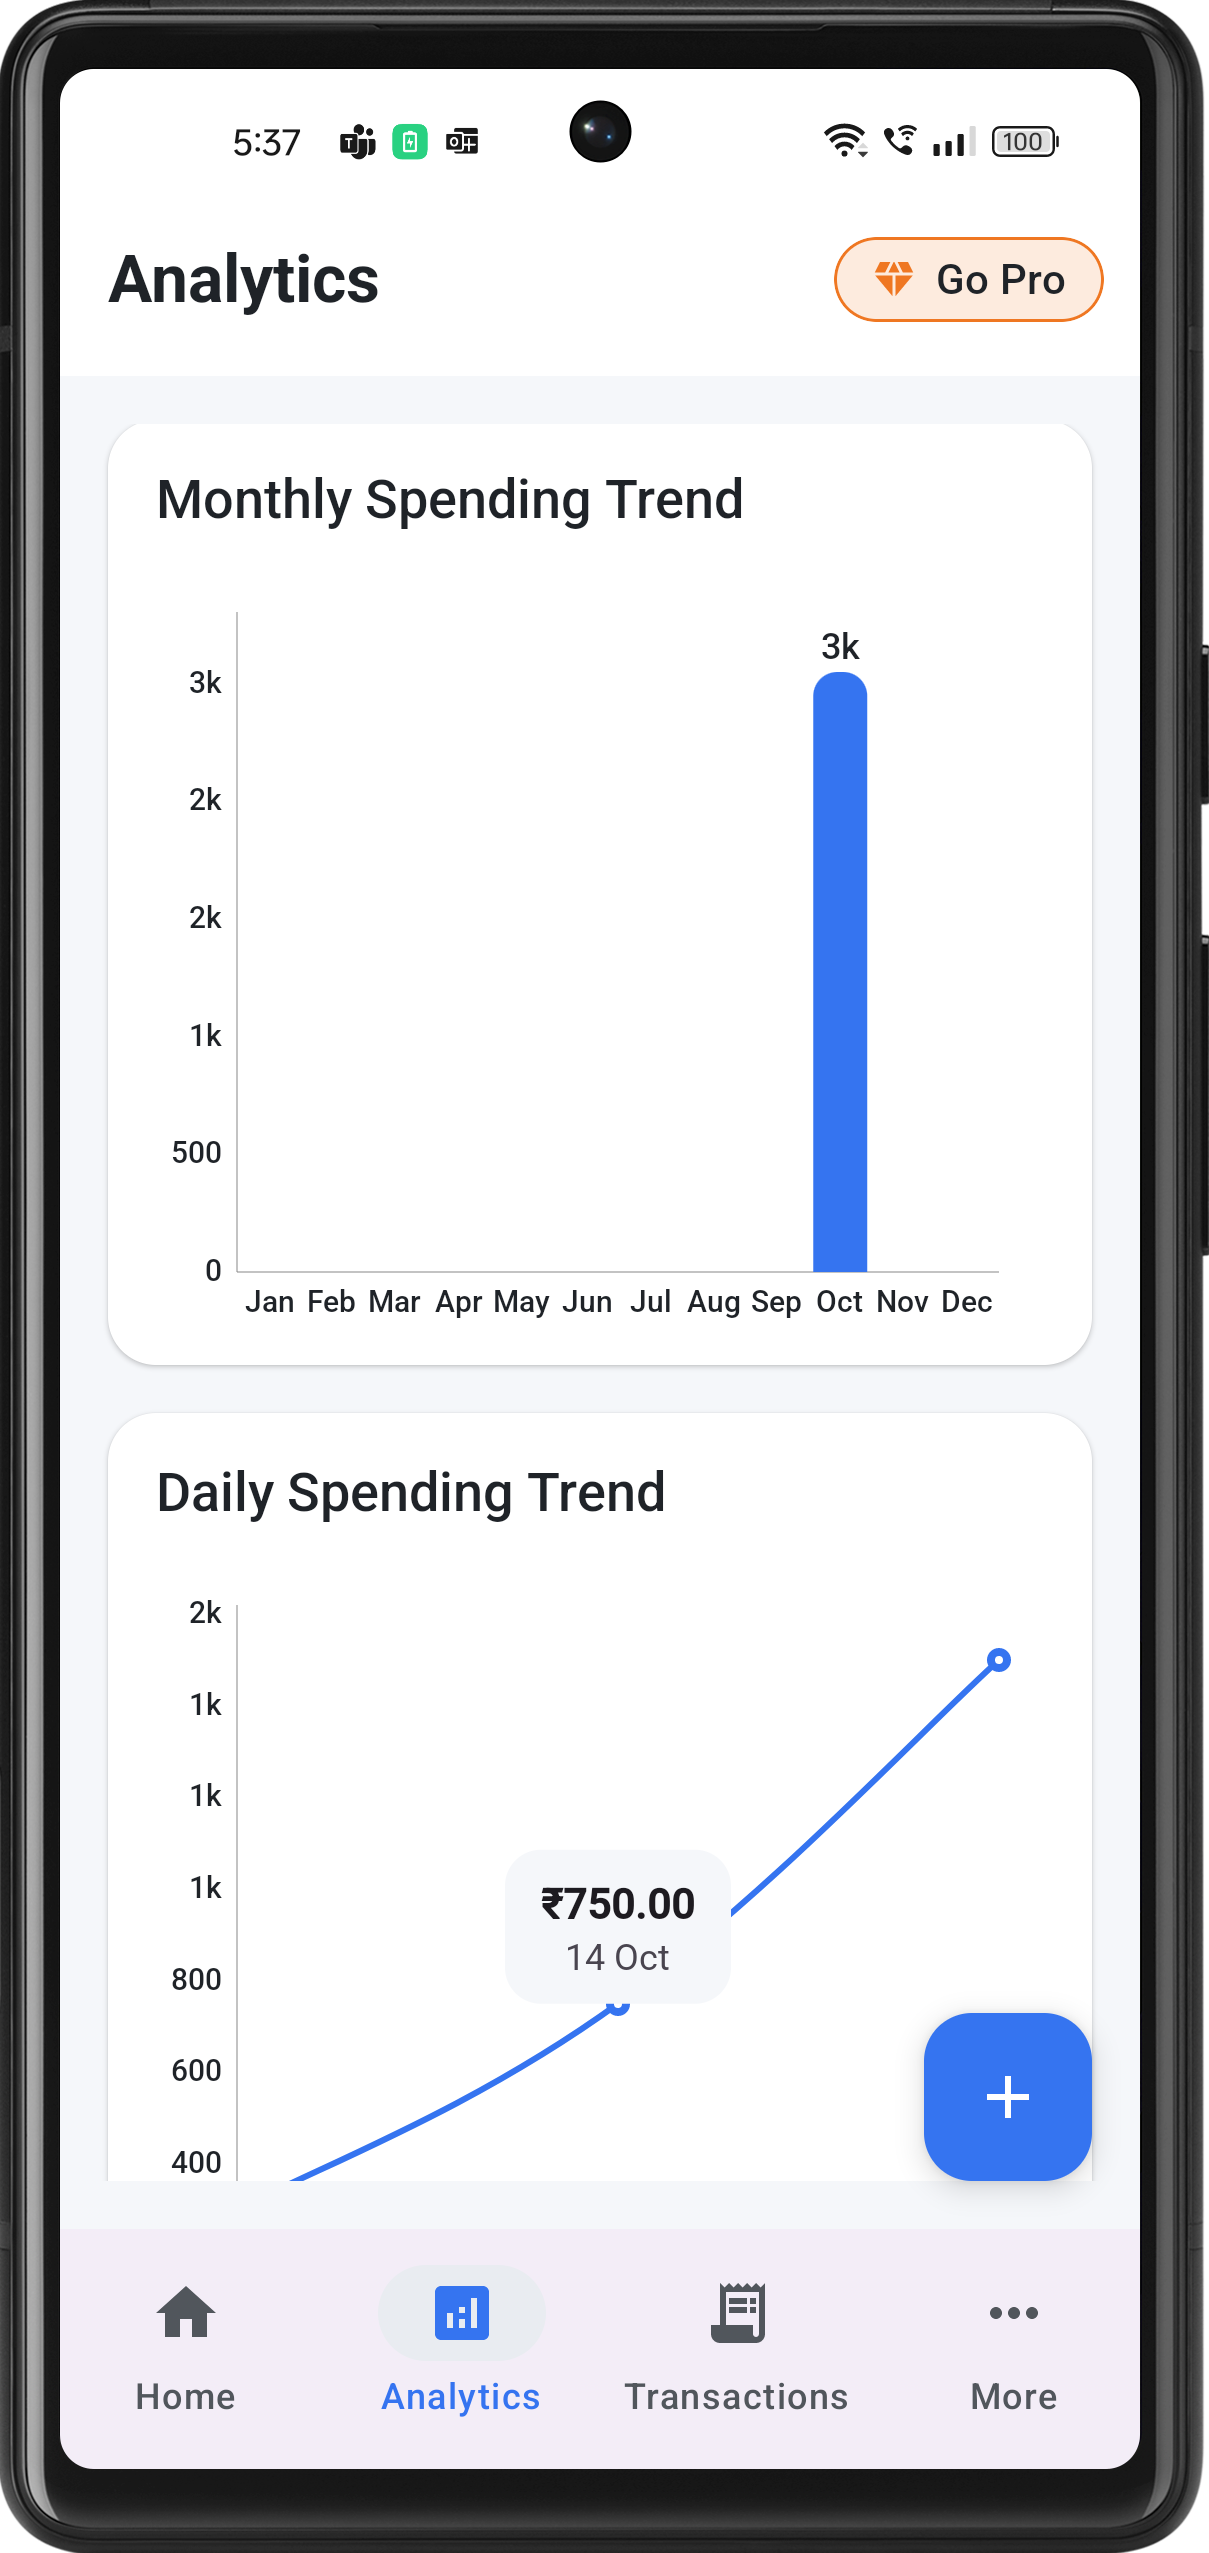 5:37
100
Analytics
Go Pro
Monthly Spending Trend
3k
3k
2k
2k
1k
500
0
Jan Feb Mar Apr May Jun Jul Aug Sep Oct Nov Dec
Daily Spending Trend
2k
1k
1k
1k
₹750.00
14 Oct
800
600
400
Home
Analytics
Transactions
More